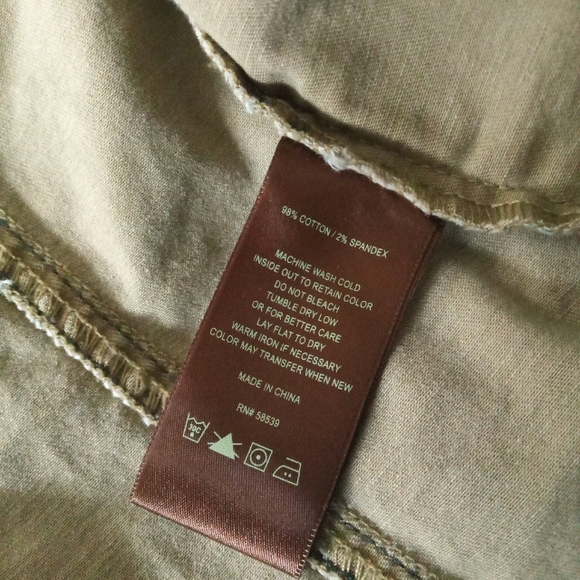 98% COTTON / 2% SPANDEX
MACHINE WASH COLD
INSIDE OUT TO RETAIN COLOR
DO NOT BLEACH
TUMBLE DRY LOW
OR FOR BETTER CARE
LAY FLAT TO DRY
WARM IRON IF NECESSARY
COLOR MAY TRANSFER WHEN NEW
MADE IN CHINA
RN# 58539
30C